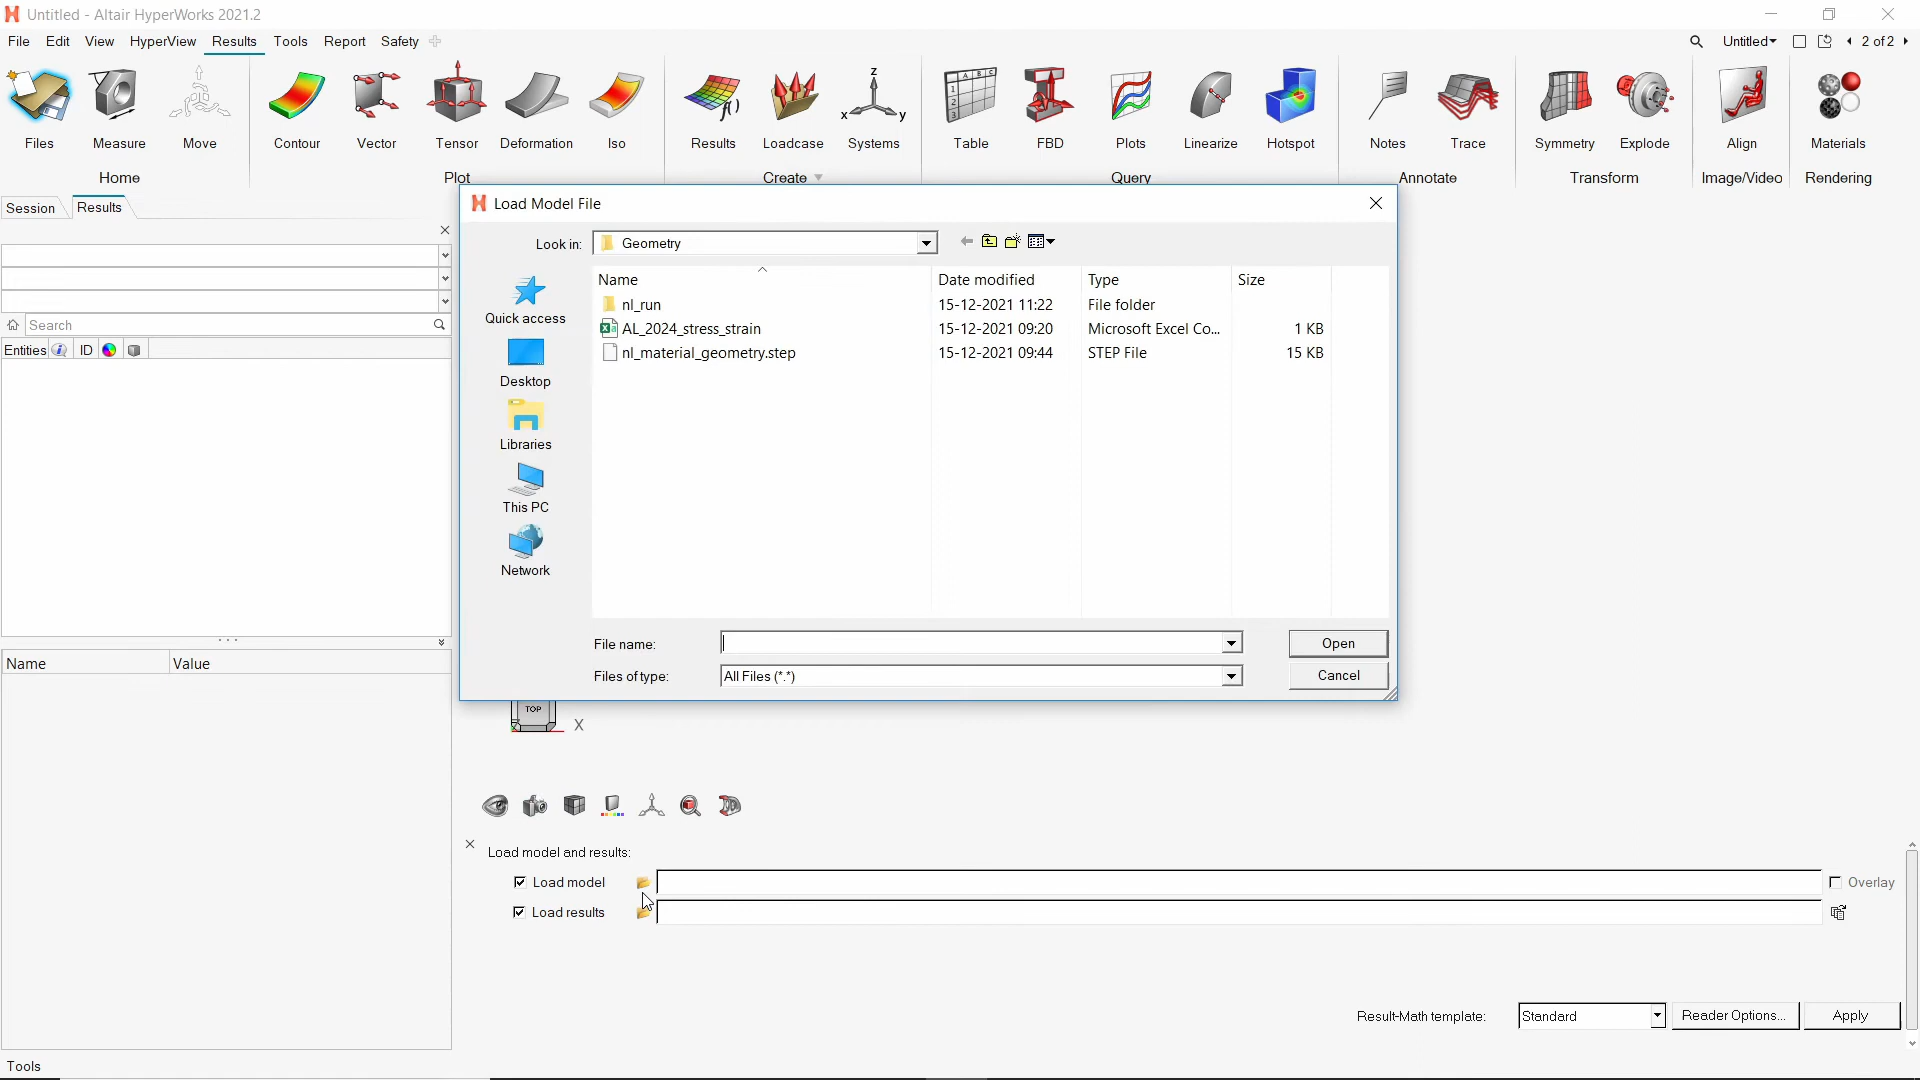 Untitled - Altair HyperWorks 2021.2
File Edit View HyperView Results Tools Report Safety Untitled 2 of 2
Files Measure Move Contour Vector Tensor Deformation Iso Results Loadcase Systems Table FBD Plots Linearize Hotspot Notes Trace Symmetry Explode Align Materials
Home Plot Create Query Annotate Transform Image/Video Rendering
Session Results
Search
Entities ID
Name Value
Load Model File
Look in: Geometry
Name Date modified Type Size
nl_run 15-12-2021 11:22 File folder
AL_2024_stress_strain 15-12-2021 09:20 Microsoft Excel Co... 1 KB
nl_material_geometry.step 15-12-2021 09:44 STEP File 15 KB
Quick access
Desktop
Libraries
This PC
Network
File name: Open
Files of type: All Files (*.*) Cancel
TOP X
Load model and results:
Load model Overlay
Load results
Result-Math template: Standard Reader Options... Apply
Tools